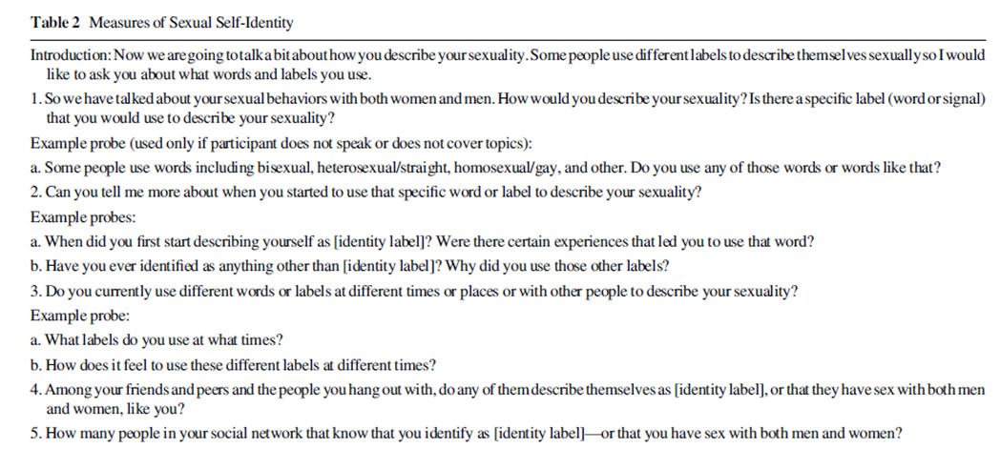 Table 2 Measures of Sexual Self-Identity
Introduction: Now we are going to talk a bit about how you describe your sexuality. Some people use different labels to describe themselves sexually so I would
like to ask you about what words and labels you use.
1. So we have talked about your sexual behaviors with both women and men. How would you describe your sexuality? Is there a specific label (word or signal)
that you would use to describe your sexuality?
Example probe (used only if participant does not speak or does not cover topics):
a. Some people use words including bisexual, heterosexual/straight, homosexual/gay, and other. Do you use any of those words or words like that?
2. Can you tell me more about when you started to use that specific word or label to describe your sexuality?
Example probes:
a. When did you first start describing yourself as [identity label]? Were there certain experiences that led you to use that word?
b. Have you ever identified as anything other than [identity label]? Why did you use those other labels?
3. Do you currently use different words or labels at different times or places or with other people to describe your sexuality?
Example probe:
a. What labels do you use at what times?
b. How does it feel to use these different labels at different times?
4. Among your friends and peers and the people you hang out with, do any of them describe themselves as [identity label], or that they have sex with both men
and women, like you?
5. How many people in your social network that know that you identify as [identity label]—or that you have sex with both men and women?